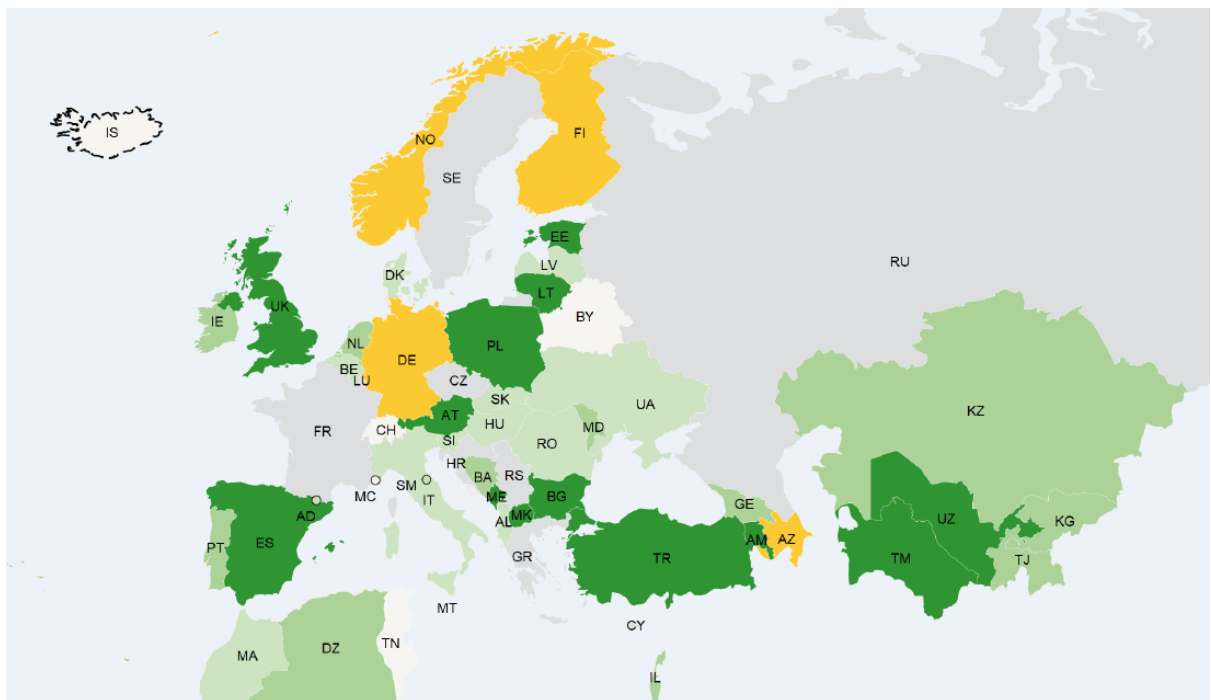 IS
NO
FI
SE
EE
RU
LV
DK
LT
UK
IE
BY
NL
PL
DE
BE
LU
CZ
SK
UA
KZ
AT
HU
MD
FR
CH
SI
RO
HR
BA
RS
SM
MC
IT
ME
BG
GE
AD
MK
AL
UZ
KG
PT
ES
AM
AZ
GR
TR
TM
TJ
MT
CY
TN
DZ
MA
IL